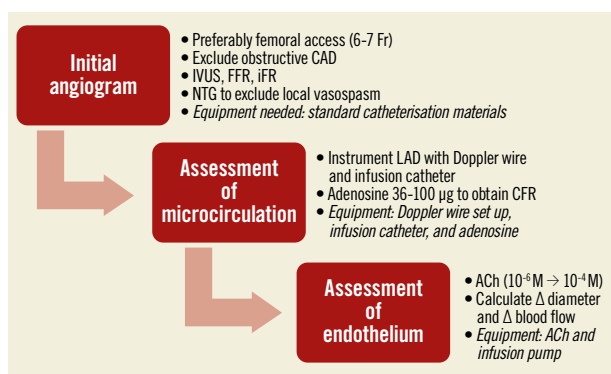 Initial
angiogram
• Preferably femoral access (6-7 Fr)
• Exclude obstructive CAD
• IVUS, FFR, iFR
• NTG to exclude local vasospasm
• Equipment needed: standard catheterisation materials
Assessment
of
microcirculation
• Instrument LAD with Doppler wire
and infusion catheter
• Adenosine 36-100 µg to obtain CFR
• Equipment: Doppler wire set up,
infusion catheter, and adenosine
Assessment
of
endothelium
• ACh (10⁻⁶ M → 10⁻⁴ M)
• Calculate Δ diameter
and Δ blood flow
• Equipment: ACh and
infusion pump